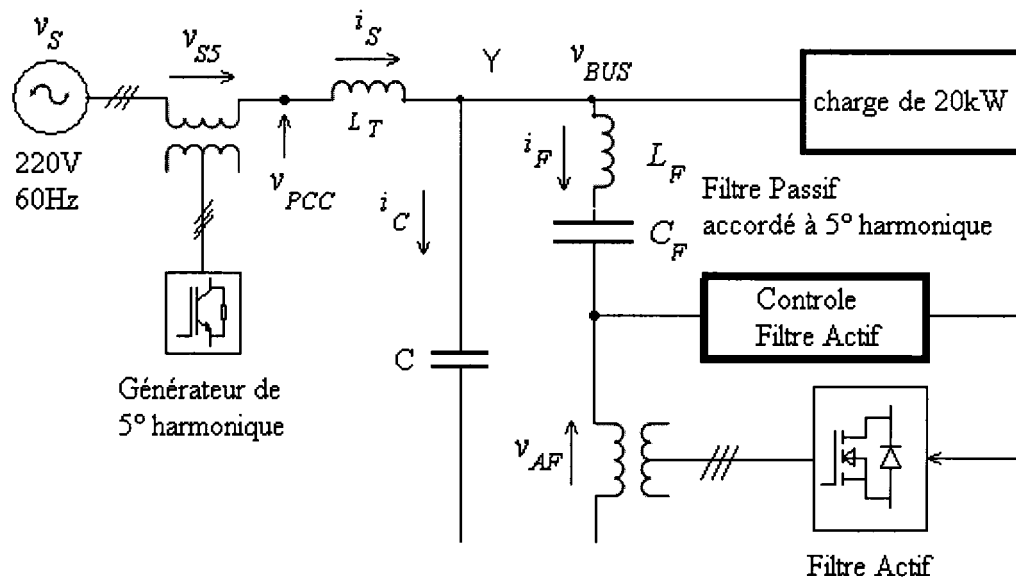 v_S
v_S5
i_S
Y
v_BUS
charge de 20kW
L_T
220V
60Hz
v_PCC
i_C
i_F
L_F
Filtre Passif
accordé à 5° harmonique
C_F
Controle
Filtre Actif
C
Générateur de
5° harmonique
v_AF
Filtre Actif